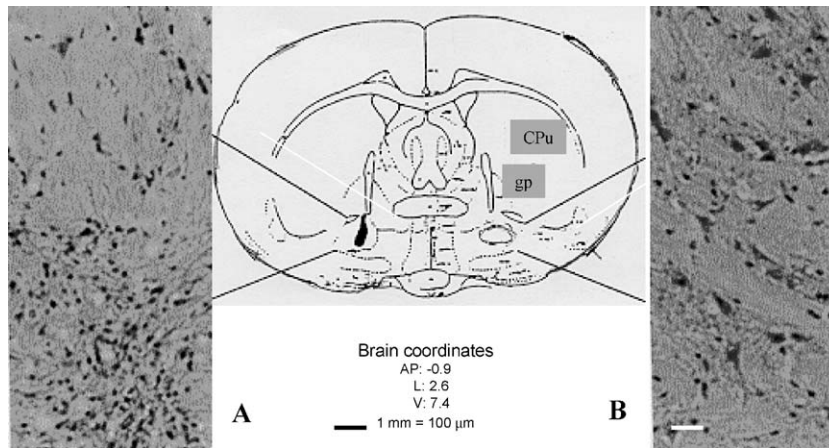 CPu
gp
Brain coordinates
AP: -0.9
L: 2.6
V: 7.4
A
1 mm = 100 µm
B